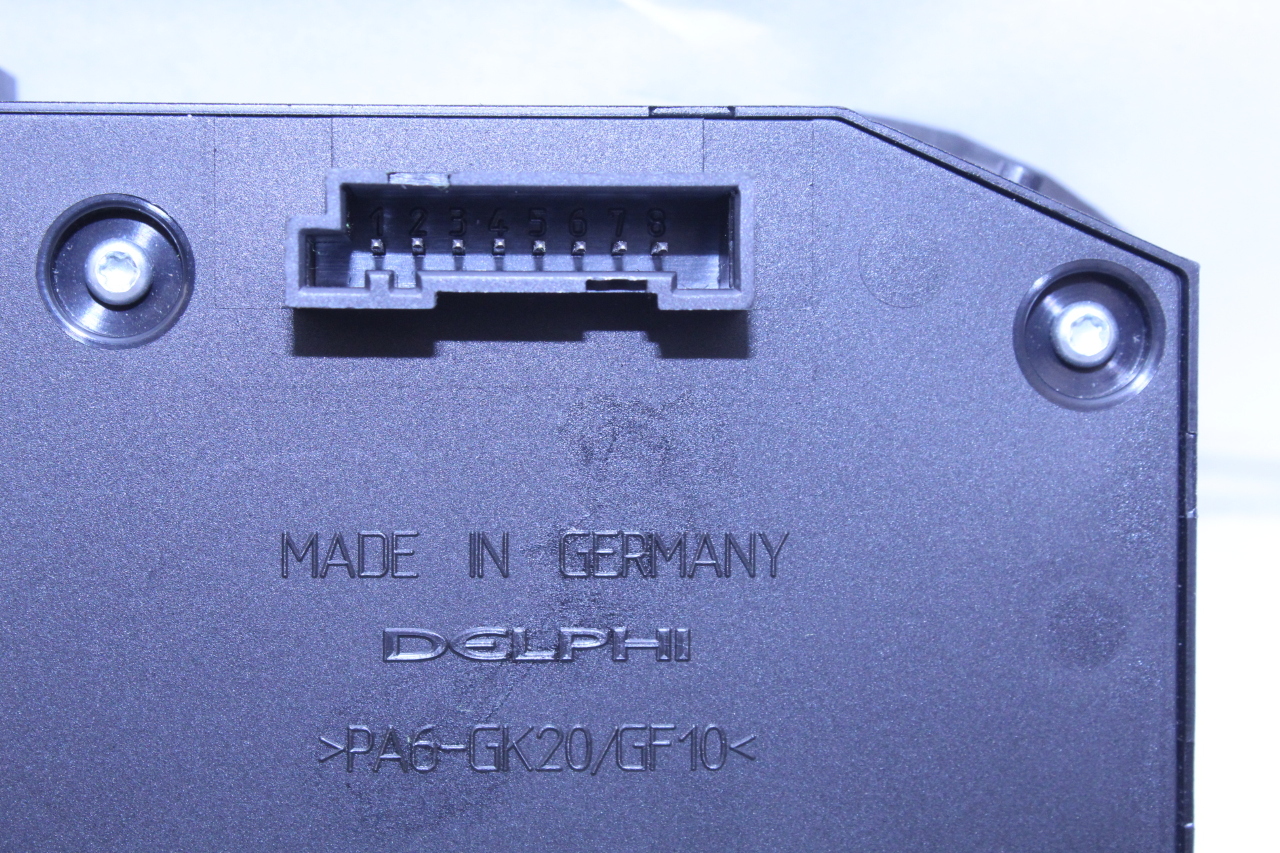 1 2 3 4 5 6 7 8
MADE IN GERMANY
DELPHI
>PA6-GK20/GF10<